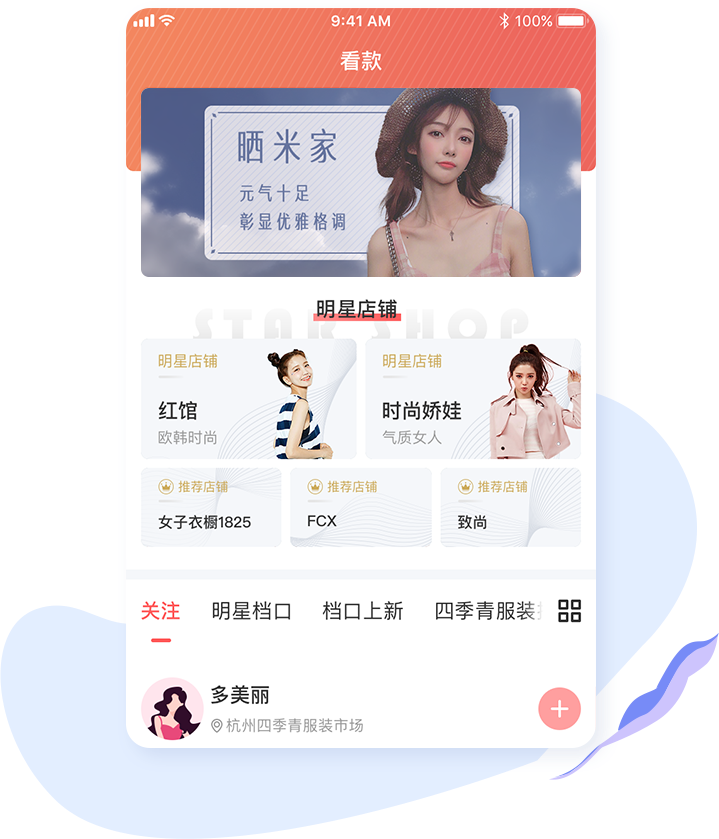 9:41 AM
100%
看款
晒米家
元气十足
彰显优雅格调
STAR SHOP
明星店铺
明星店铺
红馆
欧韩时尚
明星店铺
时尚娇娃
气质女人
推荐店铺
女子衣橱1825
推荐店铺
FCX
推荐店铺
致尚
关注
明星档口
档口上新
四季青服装
多美丽
杭州四季青服装市场